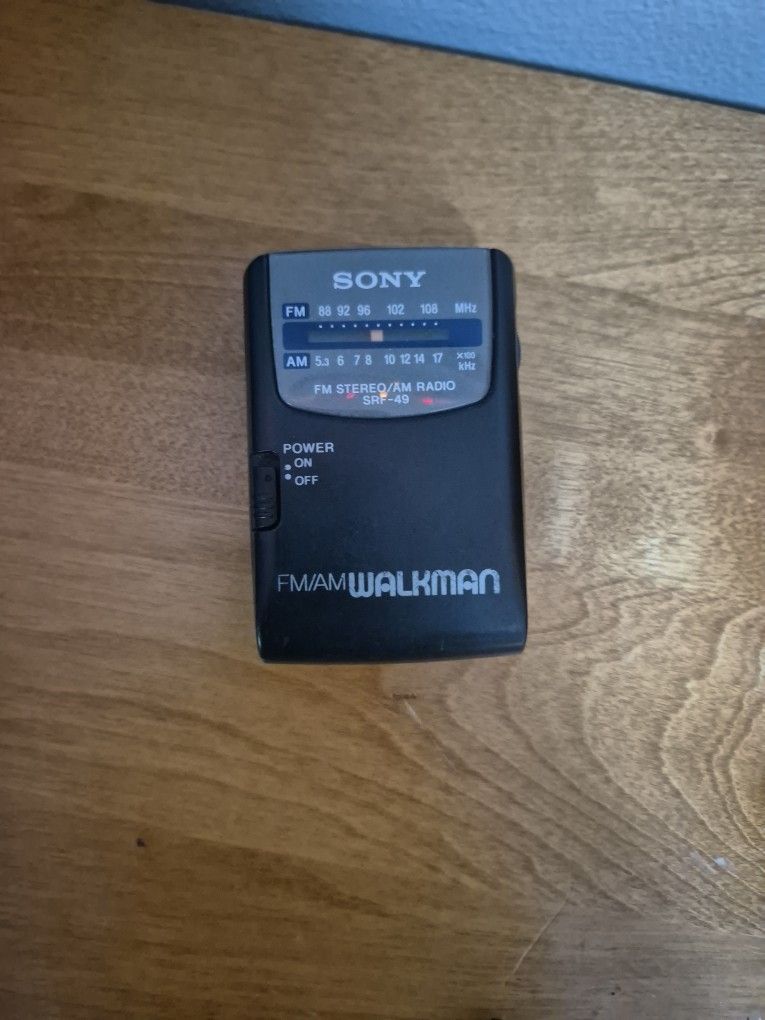 SONY
FM 88 92 96 102 108 MHz
AM 5.3 6 7 8 10 12 14 17 ×100 kHz
FM STEREO/AM RADIO
SRF-49
POWER
ON
OFF
FM/AM WALKMAN